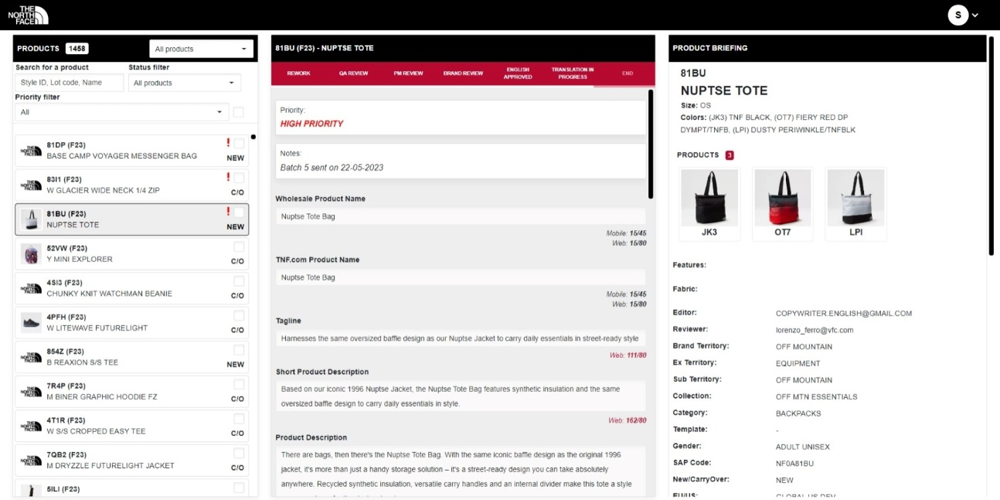 THE
NORTH
FACE
S
PRODUCTS 1458
All products
Search for a product
Status filter
Style ID, Lot code, Name
All products
Priority filter
All
81DP (F23)
BASE CAMP VOYAGER MESSENGER BAG
! NEW
83I1 (F23)
W GLACIER WIDE NECK 1/4 ZIP
! C/O
81BU (F23)
NUPTSE TOTE
! NEW
52VW (F23)
Y MINI EXPLORER
C/O
4SI3 (F23)
CHUNKY KNIT WATCHMAN BEANIE
C/O
4PFH (F23)
W LITEWAVE FUTURELIGHT
C/O
854Z (F23)
B REAXION S/S TEE
NEW
7R4P (F23)
M BINER GRAPHIC HOODIE FZ
C/O
4T1R (F23)
W S/S CROPPED EASY TEE
C/O
7QB2 (F23)
M DRYZZLE FUTURELIGHT JACKET
C/O
5ILI (F23)
81BU (F23) - NUPTSE TOTE
REWORK
QA REVIEW
PM REVIEW
BRAND REVIEW
ENGLISH
APPROVED
TRANSLATION IN
PROGRESS
END
Priority:
HIGH PRIORITY
Notes:
Batch 5 sent on 22-05-2023
Wholesale Product Name
Nuptse Tote Bag
Mobile: 15/45
Web: 15/80
TNF.com Product Name
Nuptse Tote Bag
Mobile: 15/45
Web: 15/80
Tagline
Harnesses the same oversized baffle design as our Nuptse Jacket to carry daily essentials in street-ready style
Web: 111/80
Short Product Description
Based on our iconic 1996 Nuptse Jacket, the Nuptse Tote Bag features synthetic insulation and the same
oversized baffle design to carry daily essentials in style.
Web: 162/80
Product Description
There are bags, then there's the Nuptse Tote Bag. With the same iconic baffle design as the original 1996
jacket, it's more than just a handy storage solution – it's a street-ready design you can take absolutely
anywhere. Recycled synthetic insulation, versatile carry handles and an internal divider make this tote a style
PRODUCT BRIEFING
81BU
NUPTSE TOTE
Size: OS
Colors: (JK3) TNF BLACK, (OT7) FIERY RED DP
DYMPT/TNFB, (LPI) DUSTY PERIWINKLE/TNFBLK
PRODUCTS 3
JK3
OT7
LPI
Features:
Fabric:
Editor: COPYWRITER.ENGLISH@GMAIL.COM
Reviewer: lorenzo_ferro@vfc.com
Brand Territory: OFF MOUNTAIN
Ex Territory: EQUIPMENT
Sub Territory: OFF MOUNTAIN
Collection: OFF MTN ESSENTIALS
Category: BACKPACKS
Template: -
Gender: ADULT UNISEX
SAP Code: NF0A81BU
New/CarryOver: NEW
EU/US: GLOBAL US DEV